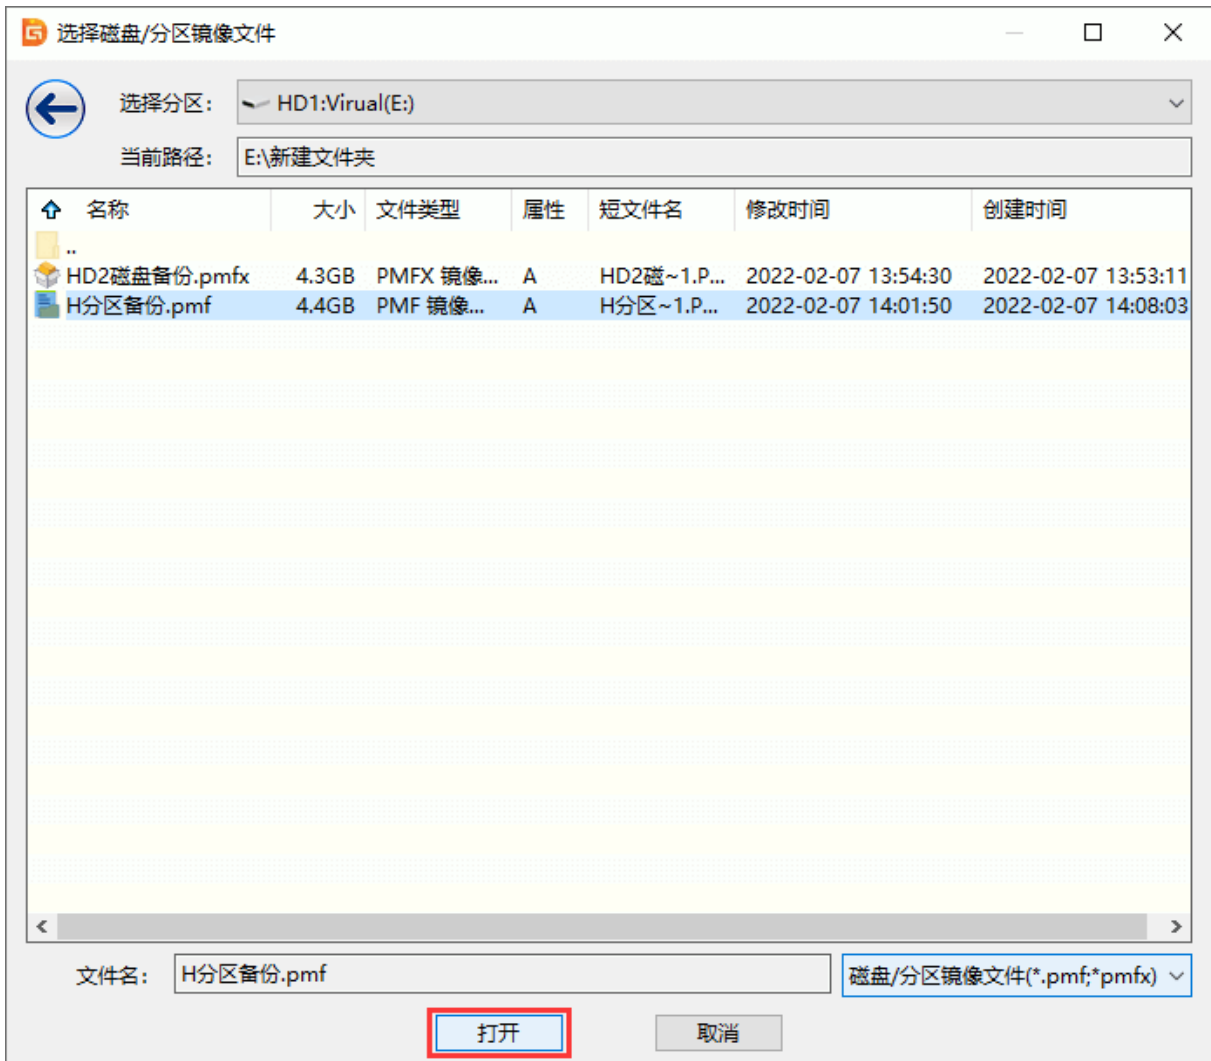 选择磁盘/分区镜像文件
选择分区: HD1:Virual(E:)
当前路径: E:\新建文件夹
名称 大小 文件类型 属性 短文件名 修改时间 创建时间
..
HD2磁盘备份.pmfx 4.3GB PMFX 镜像... A HD2磁~1.P... 2022-02-07 13:54:30 2022-02-07 13:53:11
H分区备份.pmf 4.4GB PMF 镜像... A H分区~1.P... 2022-02-07 14:01:50 2022-02-07 14:08:03
文件名: H分区备份.pmf 磁盘/分区镜像文件(*.pmf;*pmfx)
打开 取消